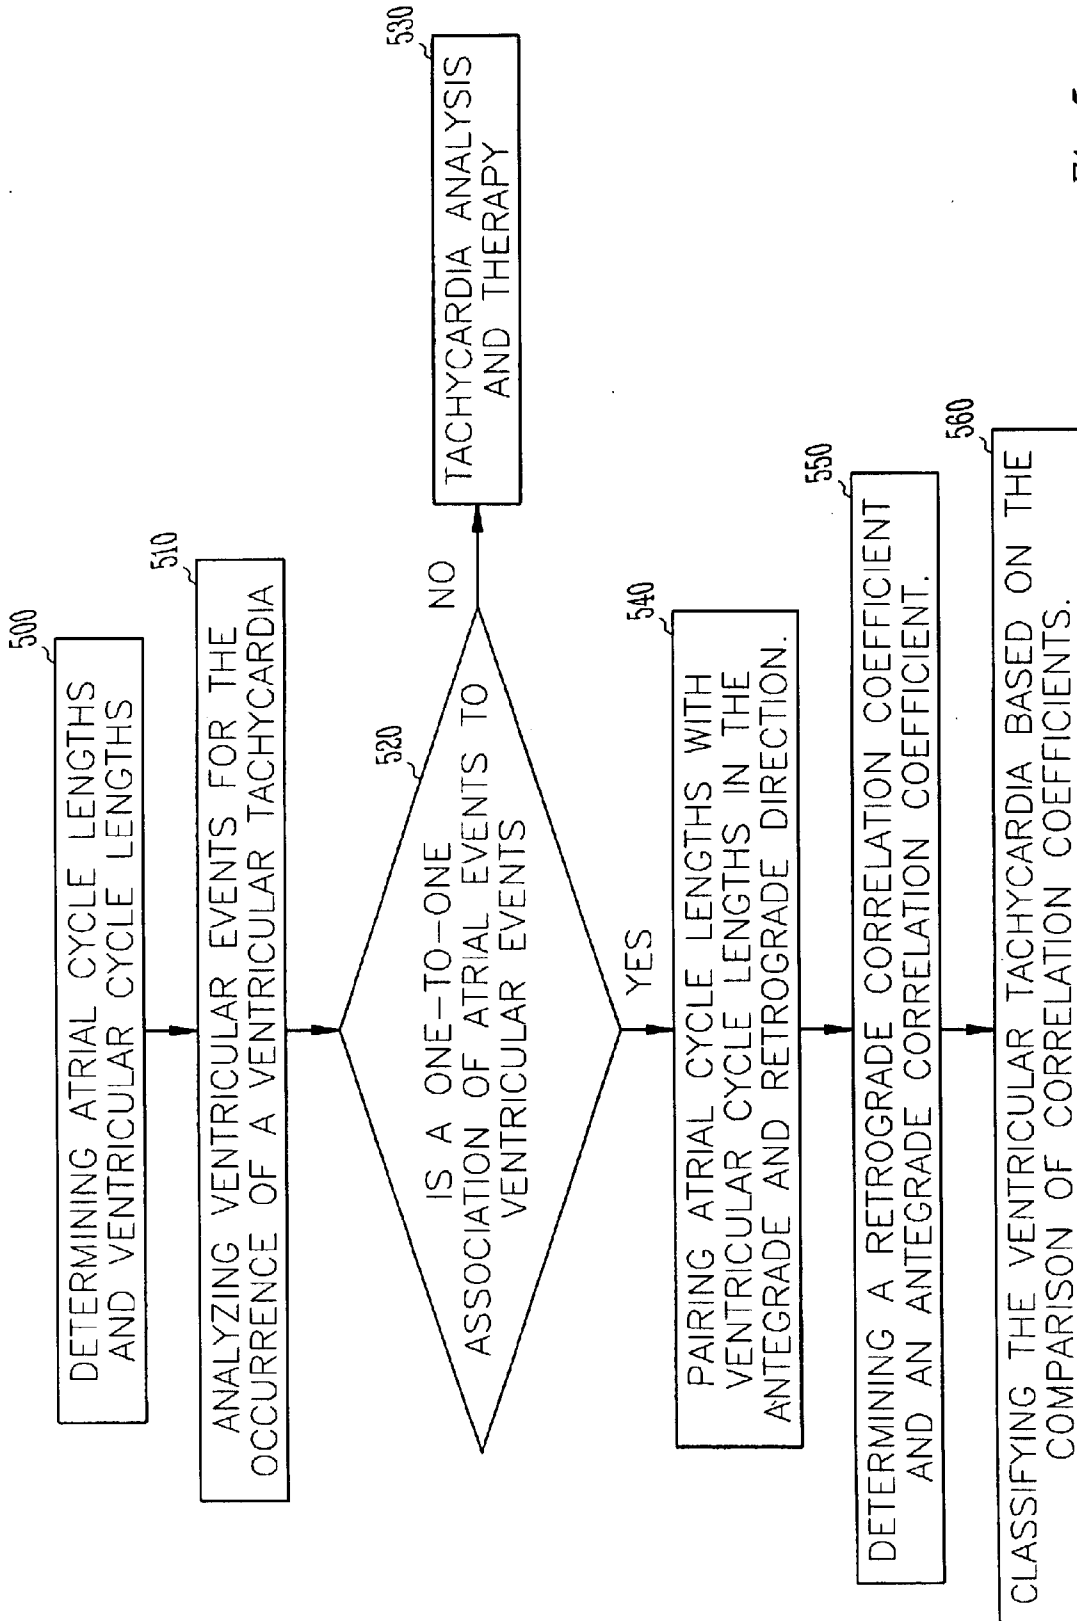 500
DETERMINING ATRIAL CYCLE LENGTHS
AND VENTRICULAR CYCLE LENGTHS
510
ANALYZING VENTRICULAR EVENTS FOR THE
OCCURRENCE OF A VENTRICULAR TACHYCARDIA
520
IS A ONE-TO-ONE
ASSOCIATION OF ATRIAL EVENTS TO
VENTRICULAR EVENTS
NO
530
TACHYCARDIA ANALYSIS
AND THERAPY
YES
540
PAIRING ATRIAL CYCLE LENGTHS WITH
VENTRICULAR CYCLE LENGTHS IN THE
ANTEGRADE AND RETROGRADE DIRECTION.
550
DETERMINING A RETROGRADE CORRELATION COEFFICIENT
AND AN ANTEGRADE CORRELATION COEFFICIENT.
560
CLASSIFYING THE VENTRICULAR TACHYCARDIA BASED ON THE
COMPARISON OF CORRELATION COEFFICIENTS.